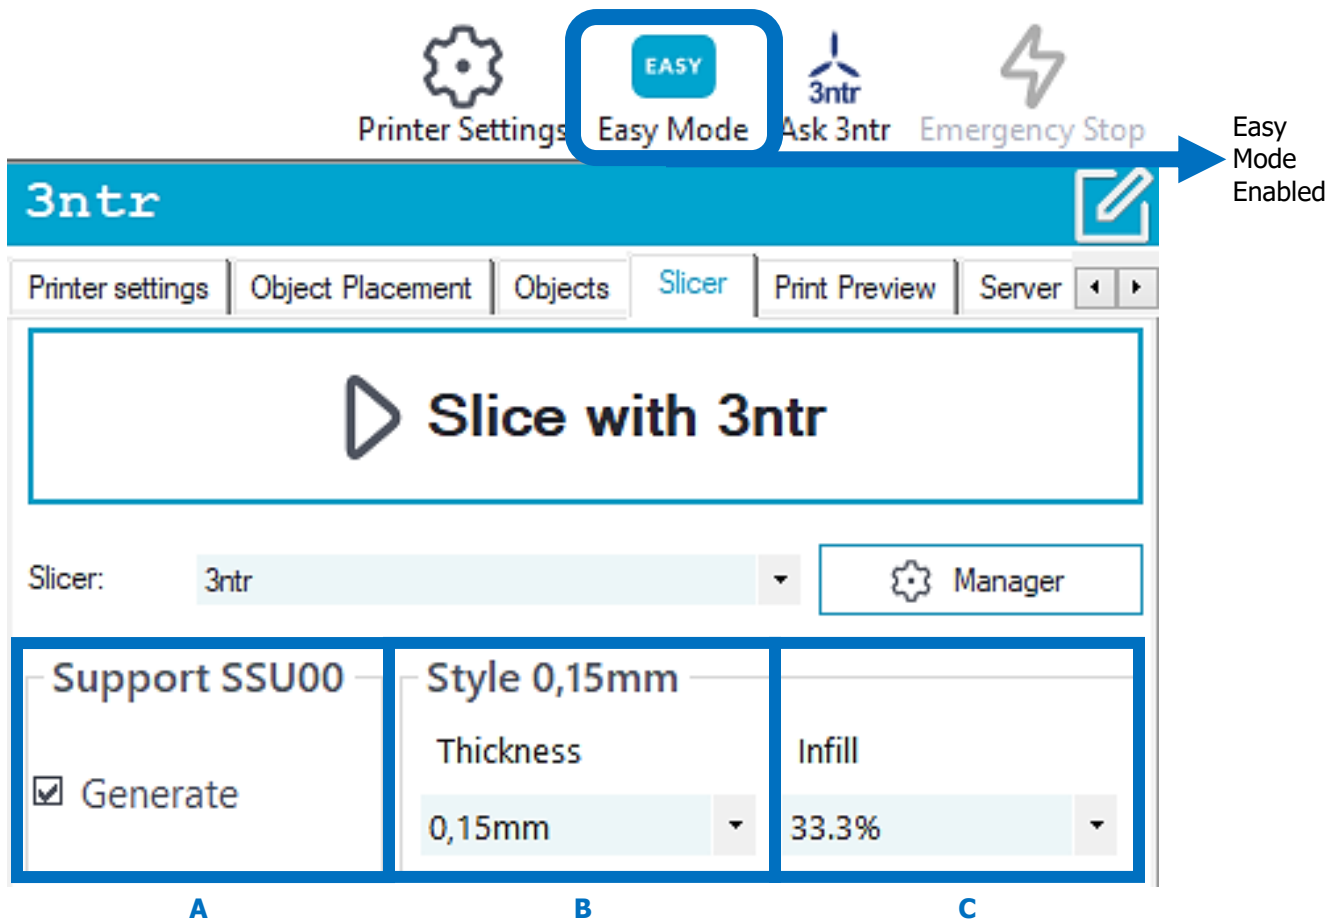 EASY
3ntr
Printer Settings Easy Mode Ask 3ntr Emergency Stop
Easy
Mode
Enabled
3ntr
Printer settings Object Placement Objects Slicer Print Preview Server
Slice with 3ntr
Slicer: 3ntr Manager
Support SSU00 Style 0,15mm
Thickness Infill
Generate
0,15mm 33.3%
A B C